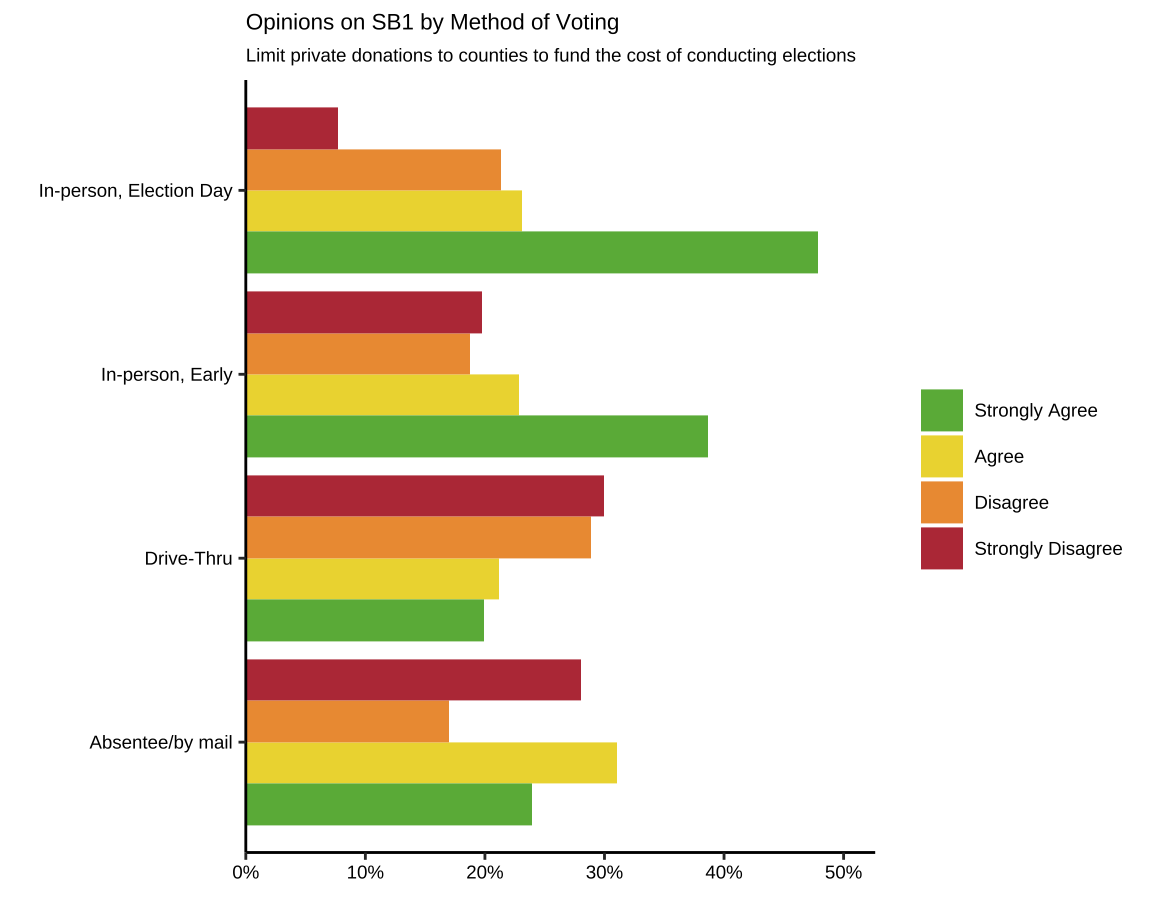 Opinions on SB1 by Method of Voting
Limit private donations to counties to fund the cost of conducting elections
In-person, Election Day
In-person, Early
Drive-Thru
Absentee/by mail
0% 10% 20% 30% 40% 50%
Strongly Agree
Agree
Disagree
Strongly Disagree